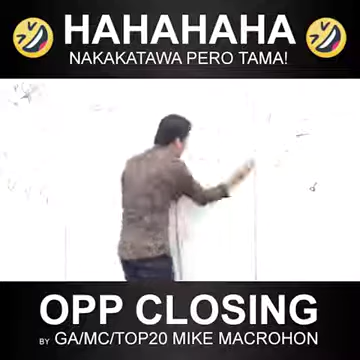 HAHAHAHA
NAKAKATAWA PERO TAMA!
OPP CLOSING
BY GA/MC/TOP20 MIKE MACROHON